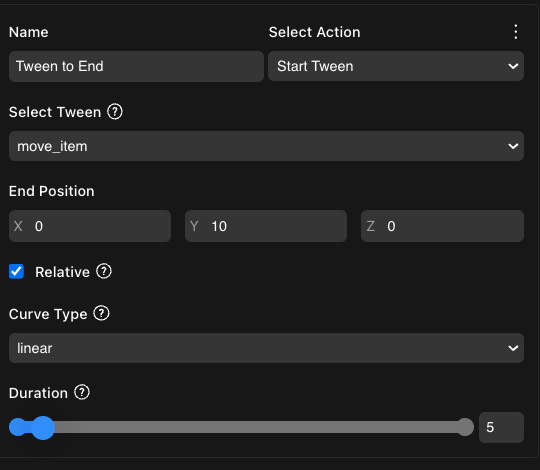 Name Select Action
Tween to End Start Tween
Select Tween ?
move_item
End Position
X 0 Y 10 Z 0
Relative ?
Curve Type ?
linear
Duration ?
5